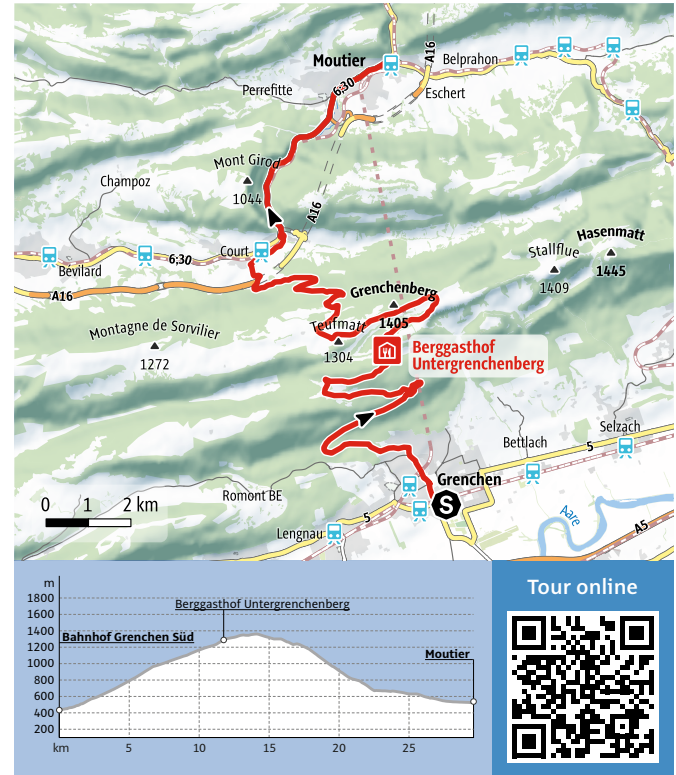 A16
Moutier
Belprahon
6:30
Perrefitte
Eschert
Mont Girod
1044
Champoz
A16
Hasenmatt
Stallflue
1445
Court
6:30
1409
Bévilard
A16
Grenchenberg
1405
Teufmatt
Montagne de Sorvilier
1304
1272
Berggasthof
Untergrenchenberg
Selzach
Bettlach
5
Grenchen
Romont BE
S
0 1 2 km
5
Aare
A5
Lengnau
Tour online
m
1800
Berggasthof Untergrenchenberg
1600
1400
Bahnhof Grenchen Süd
1200
Moutier
1000
800
600
400
200
km 5 10 15 20 25